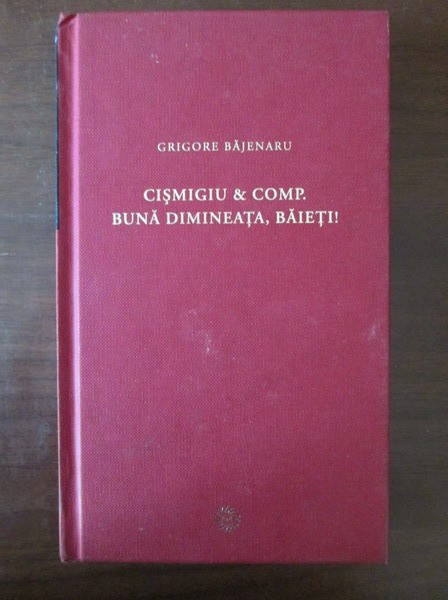 GRIGORE BĂJENARU
CIŞMIGIU & COMP.
BUNĂ DIMINEAŢA, BĂIEŢI!